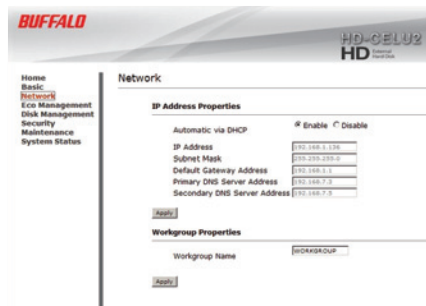 BUFFALO
HD-CELU2
HD External Hard Disk
Home
Basic
Network
Eco Management
Disk Management
Security
Maintenance
System Status
Network
IP Address Properties
Automatic via DHCP Enable Disable
IP Address 192.168.1.136
Subnet Mask 255.255.255.0
Default Gateway Address 192.168.1.1
Primary DNS Server Address 192.168.7.3
Secondary DNS Server Address 192.168.7.5
Apply
Workgroup Properties
Workgroup Name WORKGROUP
Apply